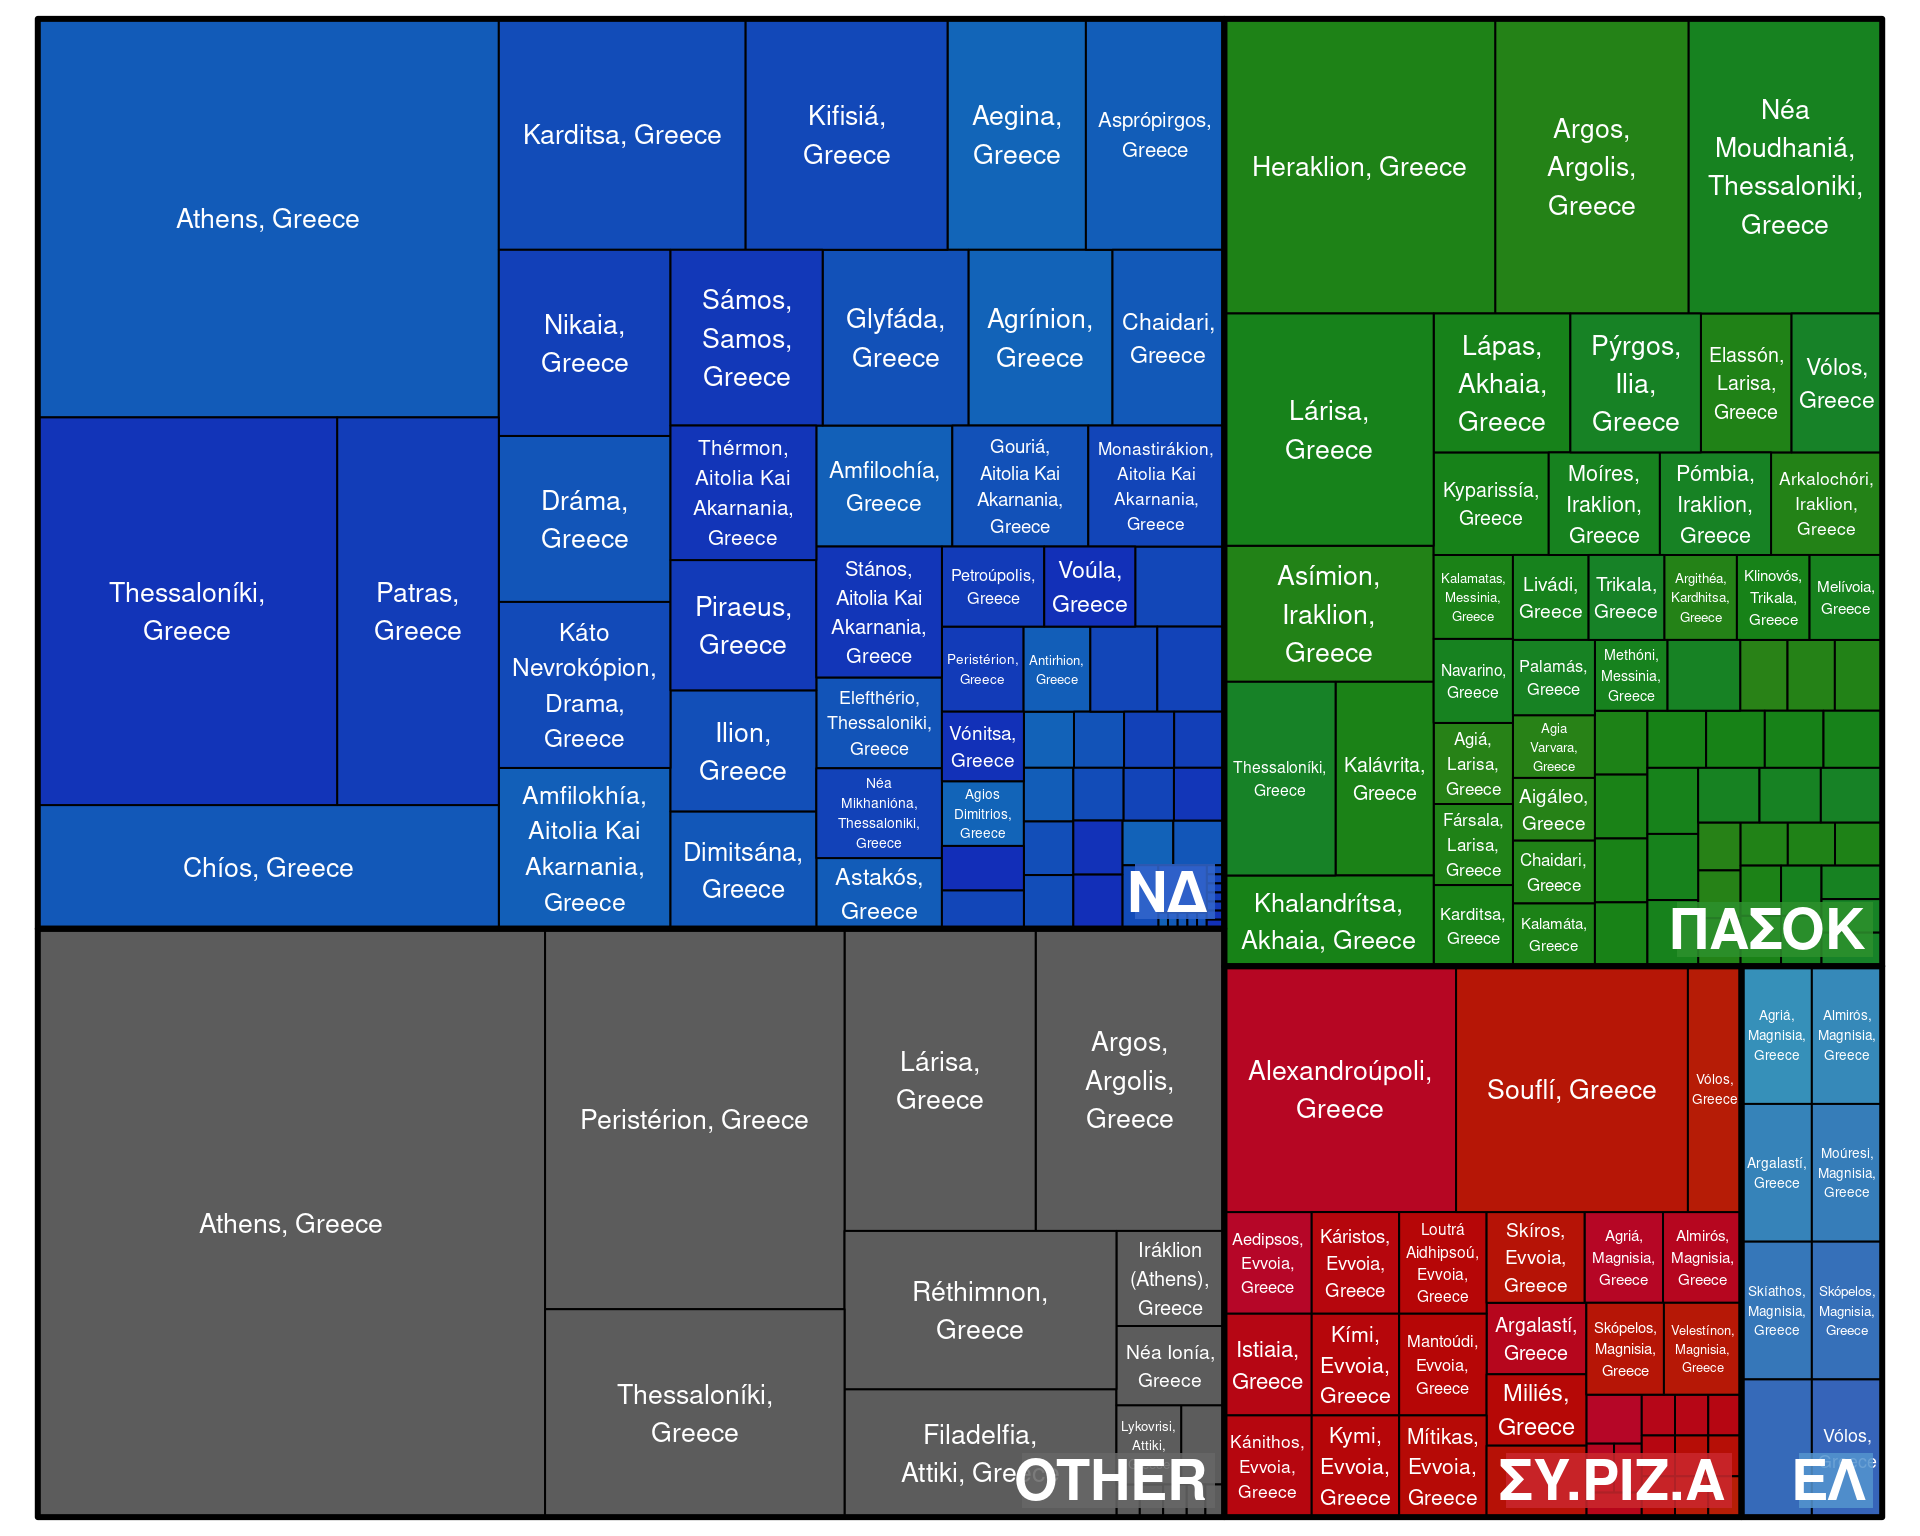 Athens, Greece
Karditsa, Greece
Kifisiá,
Greece
Aegina,
Greece
Asprópirgos,
Greece
Nikaia,
Greece
Sámos,
Samos,
Greece
Glyfáda,
Greece
Agrínion,
Greece
Chaidari,
Greece
Thessaloníki,
Greece
Patras,
Greece
Chíos, Greece
Dráma,
Greece
Káto
Nevrokópion,
Drama,
Greece
Amfilokhía,
Aitolia Kai
Akarnania,
Greece
Thérmon,
Aitolia Kai
Akarnania,
Greece
Piraeus,
Greece
Ilion,
Greece
Dimitsána,
Greece
Amfilochía,
Greece
Gouriá,
Aitolia Kai
Akarnania,
Greece
Monastirákion,
Aitolia Kai
Akarnania,
Greece
Stános,
Aitolia Kai
Akarnania,
Greece
Elefthério,
Thessaloniki,
Greece
Néa
Mikhanióna,
Thessaloniki,
Greece
Astakós,
Greece
Petroúpolis,
Greece
Voúla,
Greece
Peristérion,
Greece
Antirhion,
Greece
Vónitsa,
Greece
Agios
Dimitrios,
Greece
ΝΔ
Heraklion, Greece
Argos,
Argolis,
Greece
Néa
Moudhaniá,
Thessaloniki,
Greece
Lárisa,
Greece
Lápas,
Akhaia,
Greece
Pýrgos,
Ilia,
Greece
Elassón,
Larisa,
Greece
Vólos,
Greece
Kyparissía,
Greece
Moíres,
Iraklion,
Greece
Pómbia,
Iraklion,
Greece
Arkalochóri,
Iraklion,
Greece
Asímion,
Iraklion,
Greece
Kalamatas,
Messinia,
Greece
Livádi,
Greece
Trikala,
Greece
Argithéa,
Kardhitsa,
Greece
Klinovós,
Trikala,
Greece
Melívoia,
Greece
Thessaloníki,
Greece
Kalávrita,
Greece
Khalandrítsa,
Akhaia, Greece
Navarino,
Greece
Palamás,
Greece
Methóni,
Messinia,
Greece
Agiá,
Larisa,
Greece
Agia
Varvara,
Greece
Fársala,
Larisa,
Greece
Aigáleo,
Greece
Chaidari,
Greece
Karditsa,
Greece
Kalamáta,
Greece
ΠΑΣΟΚ
Athens, Greece
Peristérion, Greece
Thessaloníki,
Greece
Lárisa,
Greece
Argos,
Argolis,
Greece
Réthimnon,
Greece
Filadelfia,
Attiki, Greece
Iráklion
(Athens),
Greece
Néa Ionía,
Greece
Lykovrisi,
Attiki,
OTHER
Alexandroúpoli,
Greece
Souflí, Greece
Vólos,
Greece
Aedipsos,
Evvoia,
Greece
Káristos,
Evvoia,
Greece
Loutrá
Aidhipsoú,
Evvoia,
Greece
Skíros,
Evvoia,
Greece
Agriá,
Magnisia,
Greece
Almirós,
Magnisia,
Greece
Istiaia,
Greece
Kími,
Evvoia,
Greece
Mantoúdi,
Evvoia,
Greece
Argalastí,
Greece
Skópelos,
Magnisia,
Greece
Velestínon,
Magnisia,
Greece
Miliés,
Greece
Kánithos,
Evvoia,
Greece
Kymi,
Evvoia,
Greece
Mítikas,
Evvoia,
Greece
ΣΥ.ΡΙΖ.Α
Agriá,
Magnisia,
Greece
Almirós,
Magnisia,
Greece
Argalastí,
Greece
Moúresi,
Magnisia,
Greece
Skíathos,
Magnisia,
Greece
Skópelos,
Magnisia,
Greece
Vólos,
Greece
ΕΛ